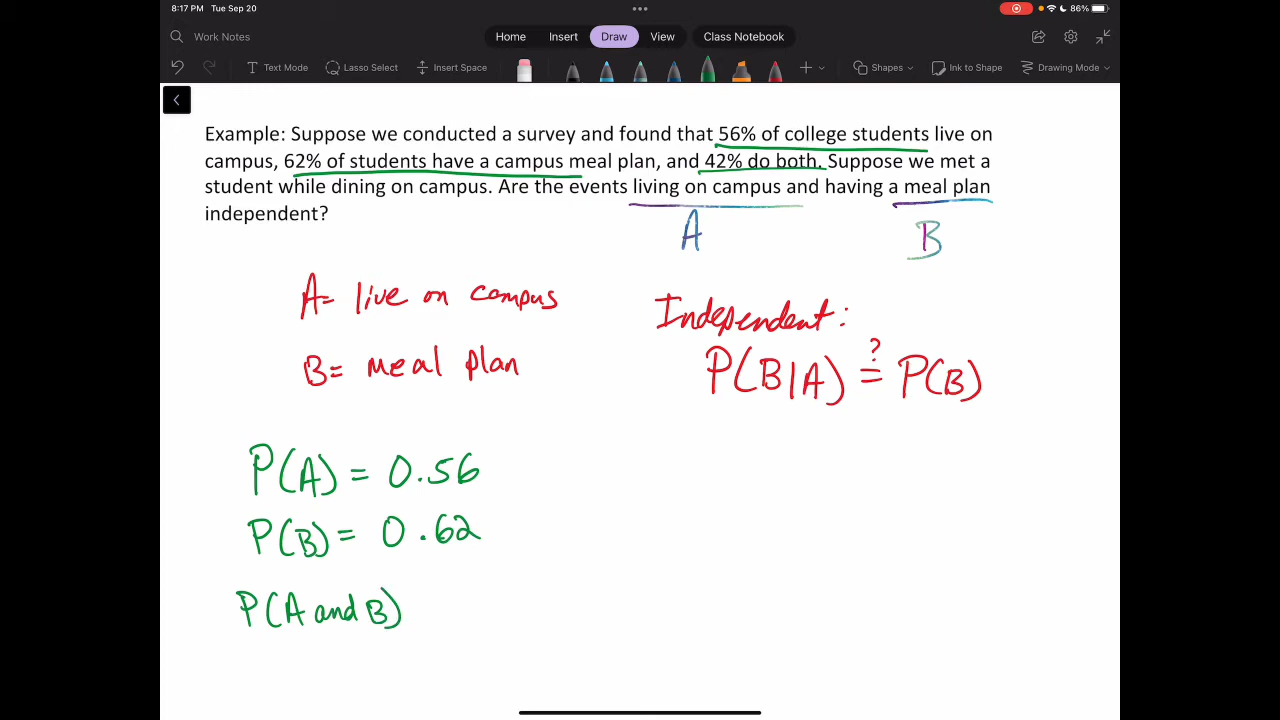 8:17 PM Tue Sep 20
86%
Work Notes
Home Insert Draw View Class Notebook
Text Mode Lasso Select Insert Space Shapes Ink to Shape Drawing Mode
Example: Suppose we conducted a survey and found that 56% of college students live on
campus, 62% of students have a campus meal plan, and 42% do both. Suppose we met a
student while dining on campus. Are the events living on campus and having a meal plan
independent?
A B
A= live on campus
Independent:
B= meal plan
P(B|A) ?= P(B)
P(A) = 0.56
P(B) = 0.62
P(A and B)